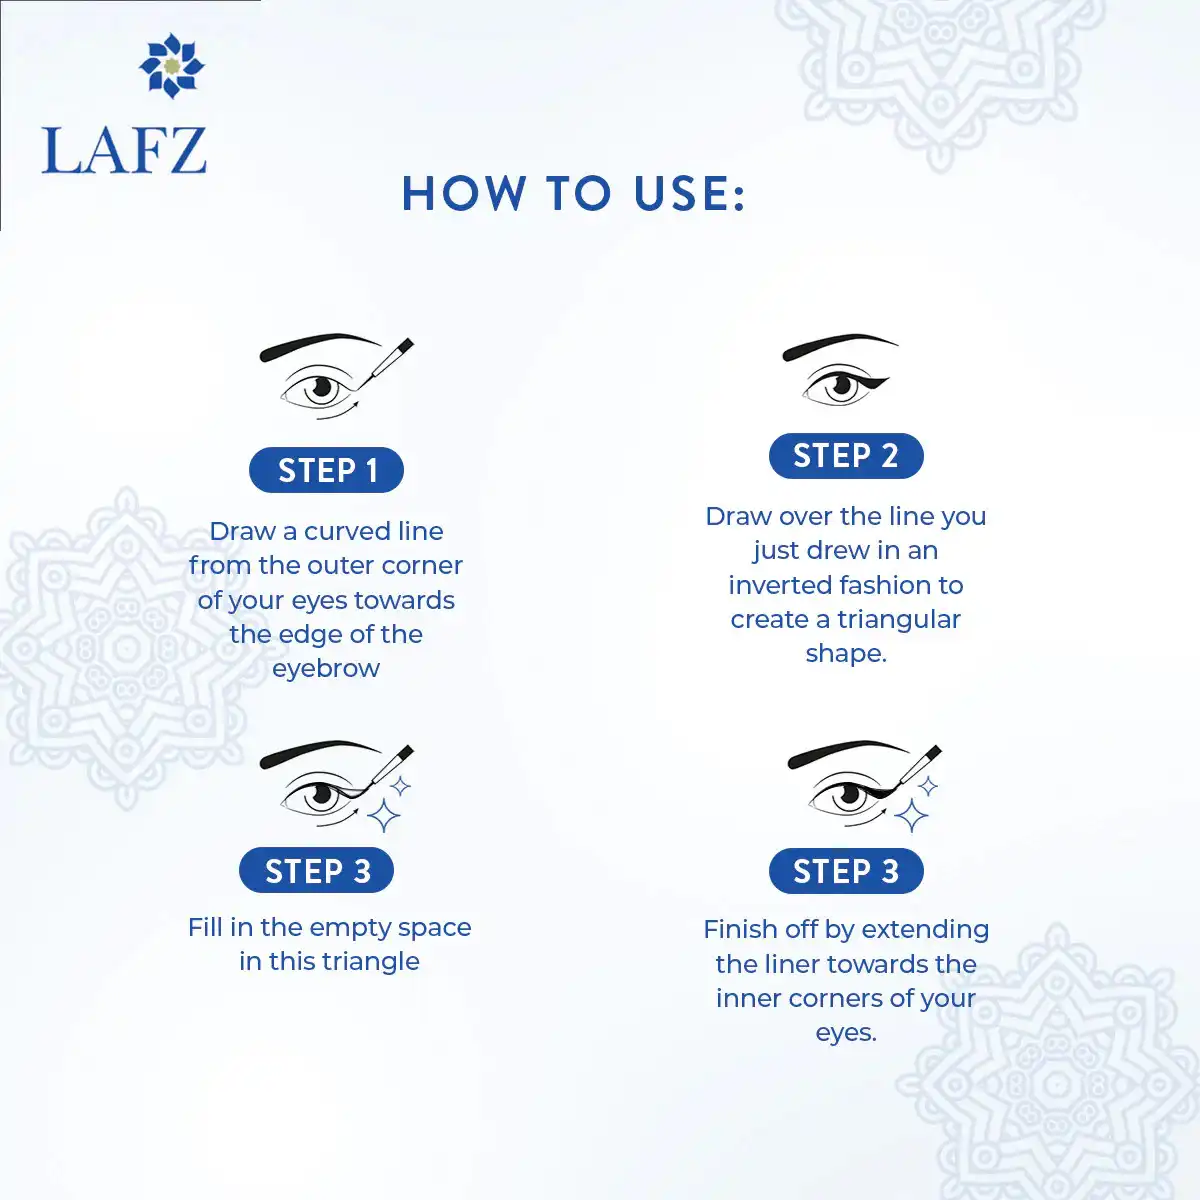 LAFZ
HOW TO USE:
STEP 1
Draw a curved line
from the outer corner
of your eyes towards
the edge of the
eyebrow
STEP 2
Draw over the line you
just drew in an
inverted fashion to
create a triangular
shape.
STEP 3
Fill in the empty space
in this triangle
STEP 3
Finish off by extending
the liner towards the
inner corners of your
eyes.